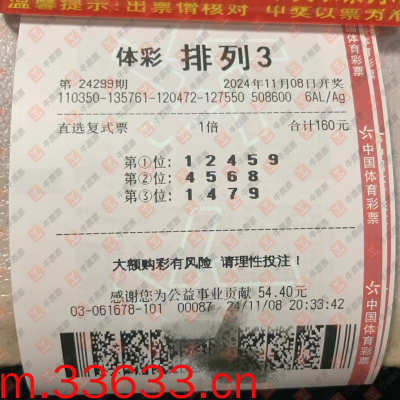 温馨提示:出票请核对 中奖以票为准
体彩 排列3
第 24299期 2024年11月08日开奖
110350-135761-120472-127550 508600 6AL/Ag
直选复式票 1倍 合计160元
第①位: 1 2 4 5 9
第②位: 4 5 6 8
第③位: 1 4 7 9
大额购彩有风险 请理性投注!
感谢您为公益事业贡献 54.40元
03-061678-101 00087 24/11/08 20:33:42
中国体育彩票
中国体育彩票
m.33633.cn